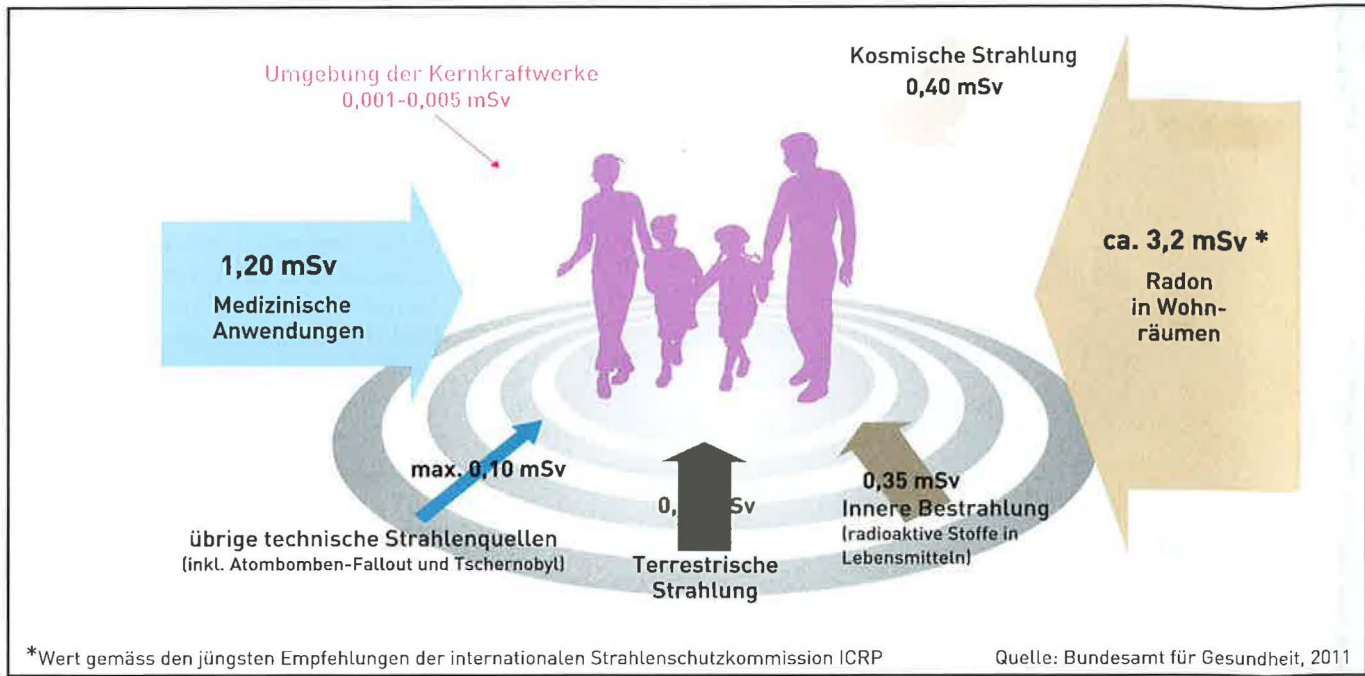 Umgebung der Kernkraftwerke
0,001-0,005 mSv
Kosmische Strahlung
0,40 mSv
1,20 mSv
Medizinische
Anwendungen
ca. 3,2 mSv *
Radon
in Wohn-
räumen
max. 0,10 mSv
übrige technische Strahlenquellen
(inkl. Atombomben-Fallout und Tschernobyl)
Terrestrische
Strahlung
0,35 mSv
Innere Bestrahlung
(radioaktive Stoffe in
Lebensmitteln)
*Wert gemäss den jüngsten Empfehlungen der internationalen Strahlenschutzkommission ICRP
Quelle: Bundesamt für Gesundheit, 2011